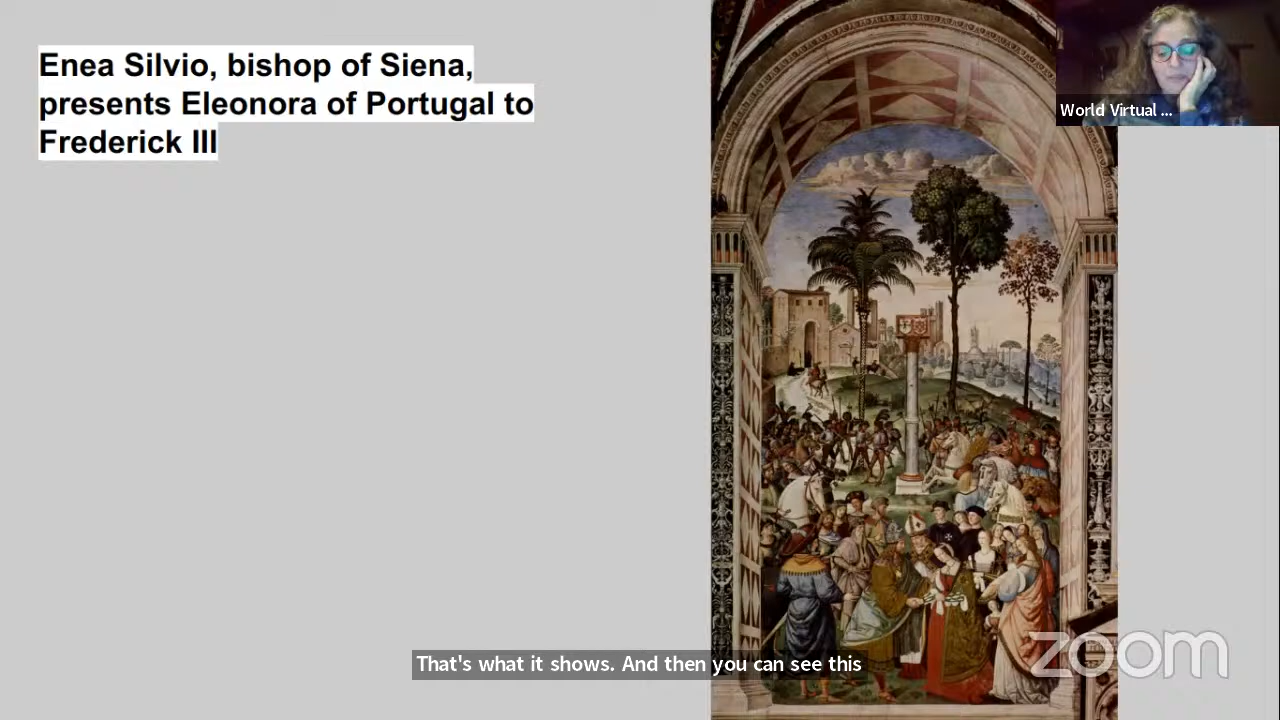 Enea Silvio, bishop of Siena,
presents Eleonora of Portugal to
Frederick III
World Virtual ...
That's what it shows. And then you can see this
zoom